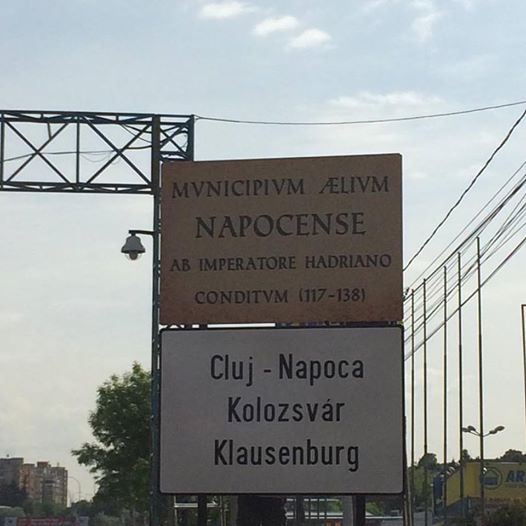 MVNICIPIVM ÆLIVM
NAPOCENSE
AB IMPERATORE HADRIANO
CONDITVM (117-138)
Cluj - Napoca
Kolozsvár
Klausenburg